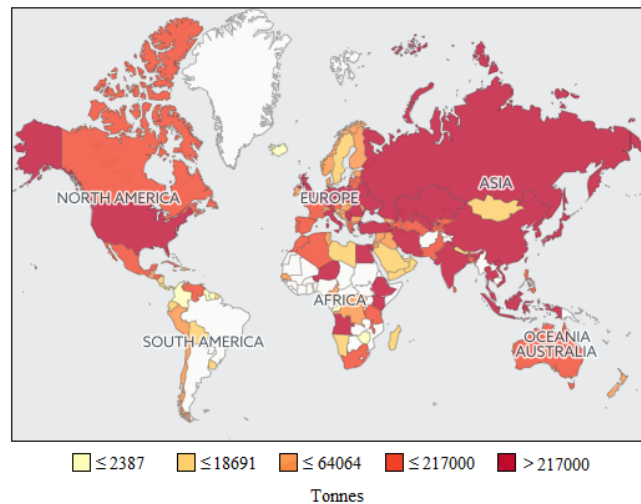 NORTH AMERICA
EUROPE
ASIA
AFRICA
SOUTH AMERICA
OCEANIA
AUSTRALIA
≤2387
≤18691
≤ 64064
≤217000
> 217000
Tonnes